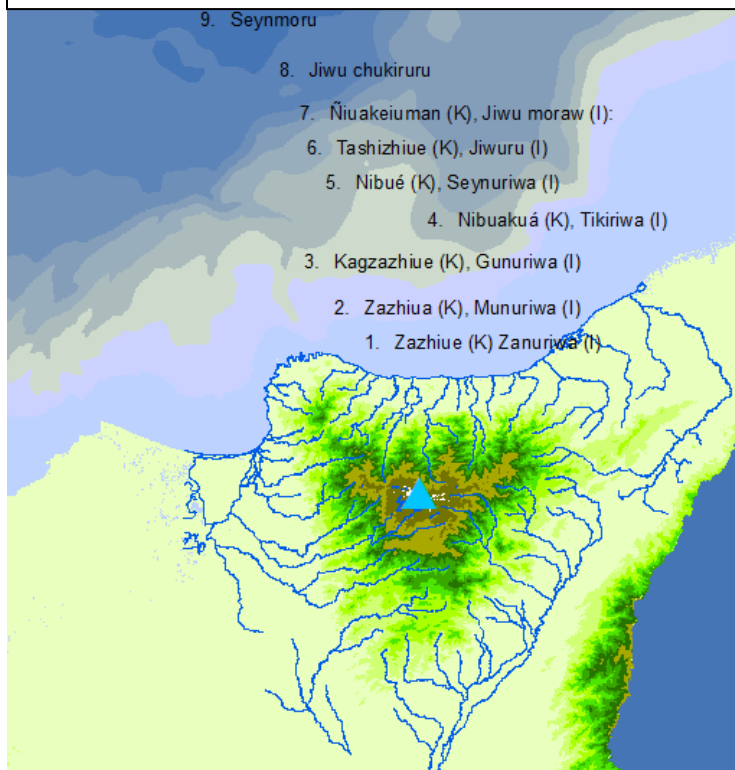 9. Seynmoru
8. Jiwu chukiruru
7. Ñiuakeiuman (K), Jiwu moraw (I):
6. Tashizhiue (K), Jiwuru (I)
5. Nibué (K), Seynuriwa (I)
4. Nibuakuá (K), Tikiriwa (I)
3. Kagzazhiue (K), Gunuriwa (I)
2. Zazhiua (K), Munuriwa (I)
1. Zazhiue (K) Zanuriwa (I)